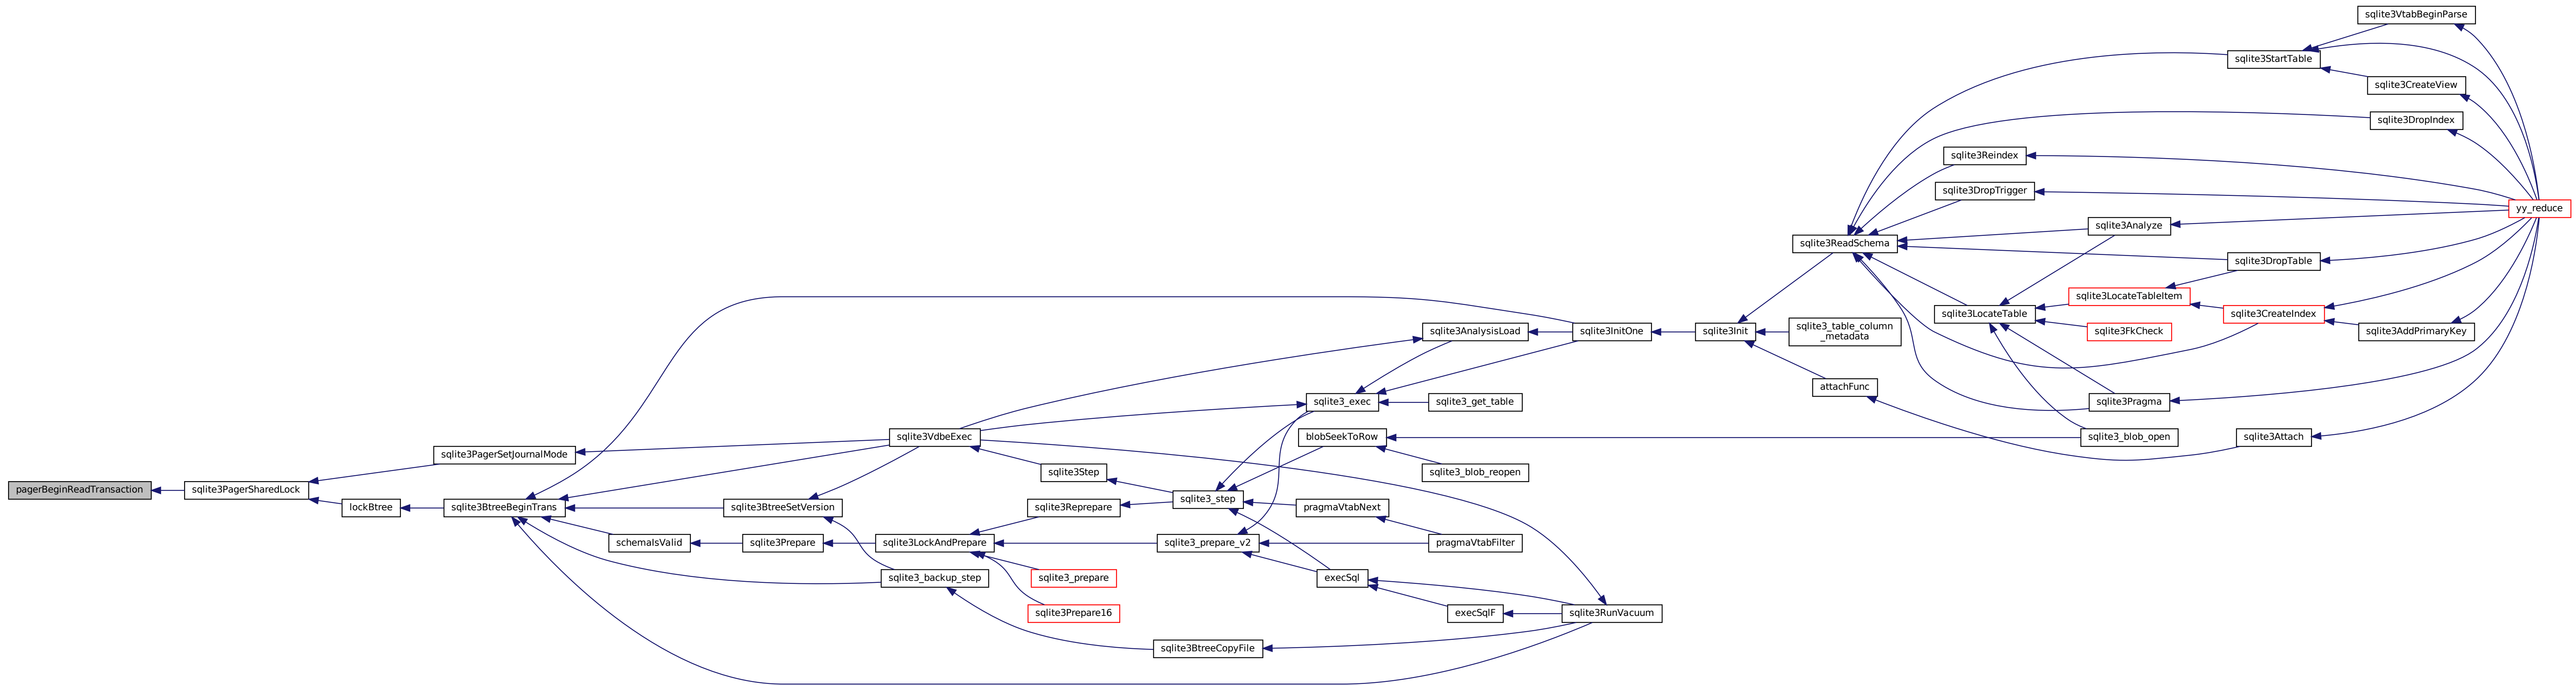 sqlite3VtabBeginParse
sqlite3StartTable
sqlite3CreateView
sqlite3DropIndex
sqlite3Reindex
sqlite3DropTrigger
yy_reduce
sqlite3Analyze
sqlite3ReadSchema
sqlite3DropTable
sqlite3LocateTableItem
sqlite3LocateTable
sqlite3CreateIndex
sqlite3AnalysisLoad
sqlite3InitOne
sqlite3Init
sqlite3_table_column
_metadata
sqlite3FkCheck
sqlite3AddPrimaryKey
attachFunc
sqlite3_exec
sqlite3_get_table
sqlite3Pragma
sqlite3VdbeExec
blobSeekToRow
sqlite3_blob_open
sqlite3Attach
sqlite3PagerSetJournalMode
sqlite3Step
sqlite3_blob_reopen
pagerBeginReadTransaction
sqlite3PagerSharedLock
sqlite3_step
lockBtree
sqlite3BtreeBeginTrans
sqlite3BtreeSetVersion
sqlite3Reprepare
pragmaVtabNext
schemaIsValid
sqlite3Prepare
sqlite3LockAndPrepare
sqlite3_prepare_v2
pragmaVtabFilter
sqlite3_backup_step
sqlite3_prepare
execSql
sqlite3Prepare16
execSqlF
sqlite3RunVacuum
sqlite3BtreeCopyFile